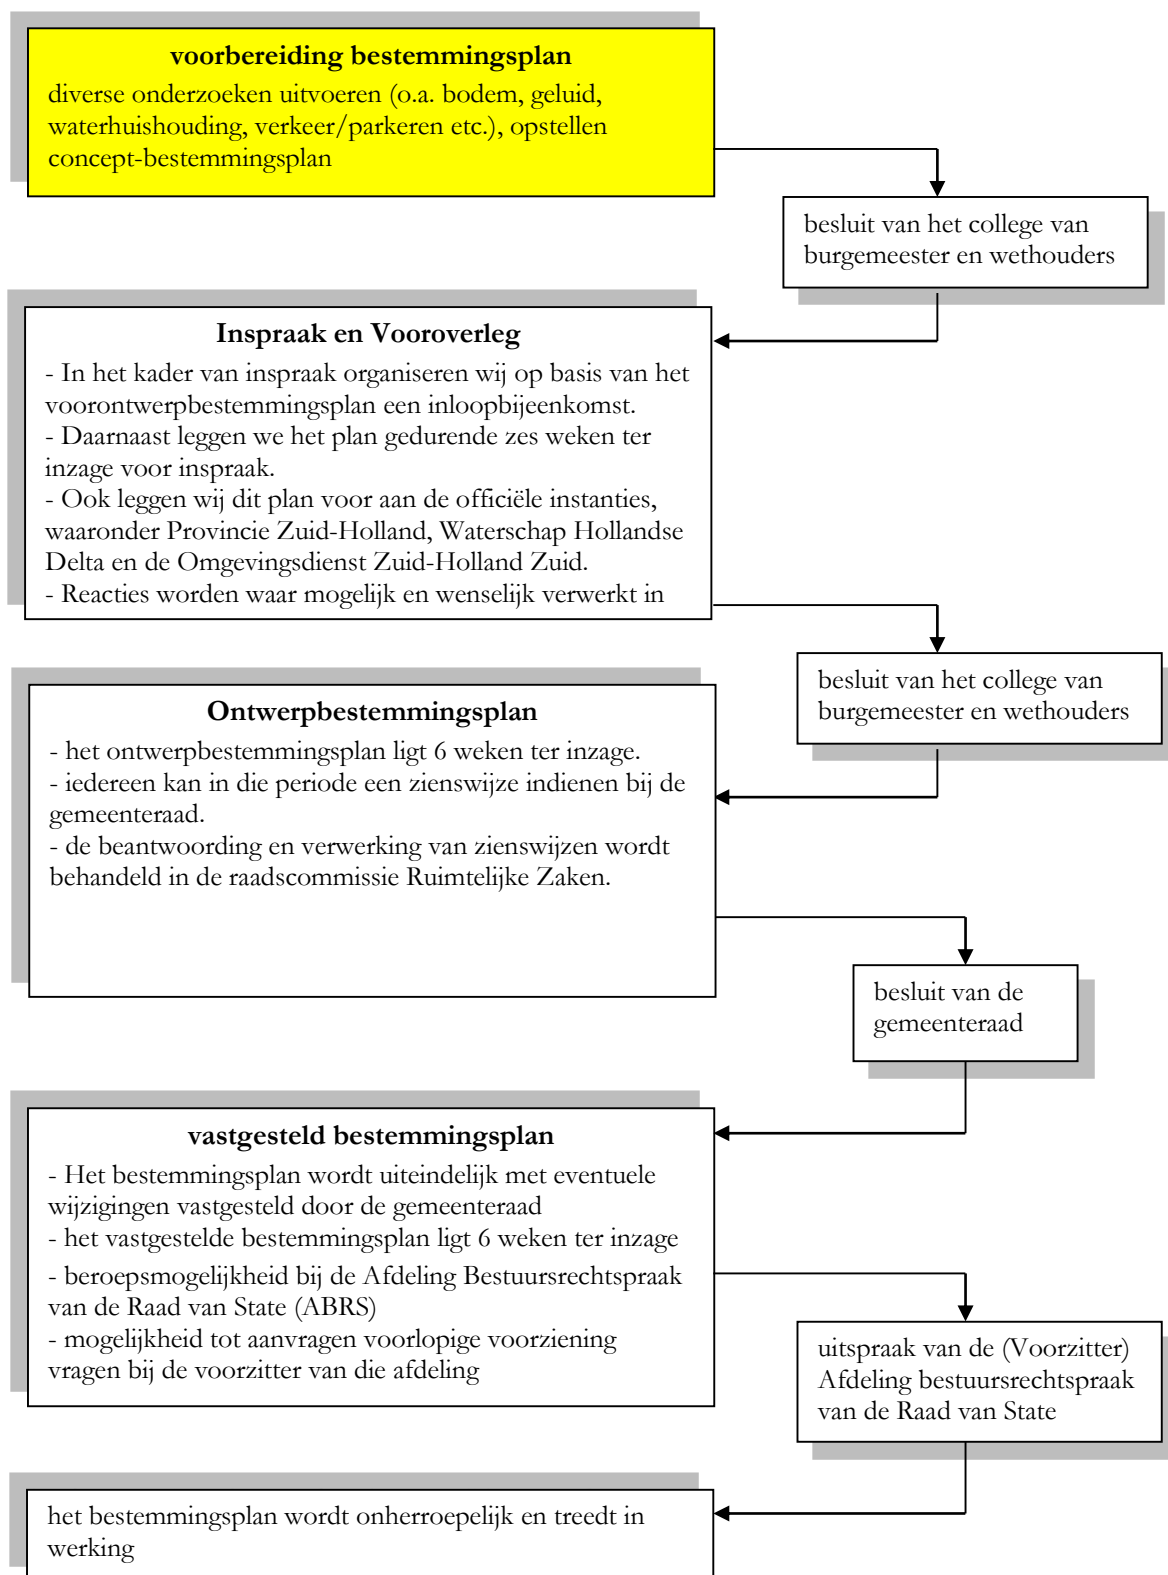 voorbereiding bestemmingsplan
diverse onderzoeken uitvoeren (o.a. bodem, geluid,
waterhuishouding, verkeer/parkeren etc.), opstellen
concept-bestemmingsplan
besluit van het college van
burgemeester en wethouders
Inspraak en Vooroverleg
- In het kader van inspraak organiseren wij op basis van het
voorontwerpbestemmingsplan een inloopbijeenkomst.
- Daarnaast leggen we het plan gedurende zes weken ter
inzage voor inspraak.
- Ook leggen wij dit plan voor aan de officiële instanties,
waaronder Provincie Zuid-Holland, Waterschap Hollandse
Delta en de Omgevingsdienst Zuid-Holland Zuid.
- Reacties worden waar mogelijk en wenselijk verwerkt in
besluit van het college van
burgemeester en wethouders
Ontwerpbestemmingsplan
- het ontwerpbestemmingsplan ligt 6 weken ter inzage.
- iedereen kan in die periode een zienswijze indienen bij de
gemeenteraad.
- de beantwoording en verwerking van zienswijzen wordt
behandeld in de raadscommissie Ruimtelijke Zaken.
besluit van de
gemeenteraad
vastgesteld bestemmingsplan
- Het bestemmingsplan wordt uiteindelijk met eventuele
wijzigingen vastgesteld door de gemeenteraad
- het vastgestelde bestemmingsplan ligt 6 weken ter inzage
- beroepsmogelijkheid bij de Afdeling Bestuursrechtspraak
van de Raad van State (ABRS)
- mogelijkheid tot aanvragen voorlopige voorziening
vragen bij de voorzitter van die afdeling
uitspraak van de (Voorzitter)
Afdeling bestuursrechtspraak
van de Raad van State
het bestemmingsplan wordt onherroepelijk en treedt in
werking